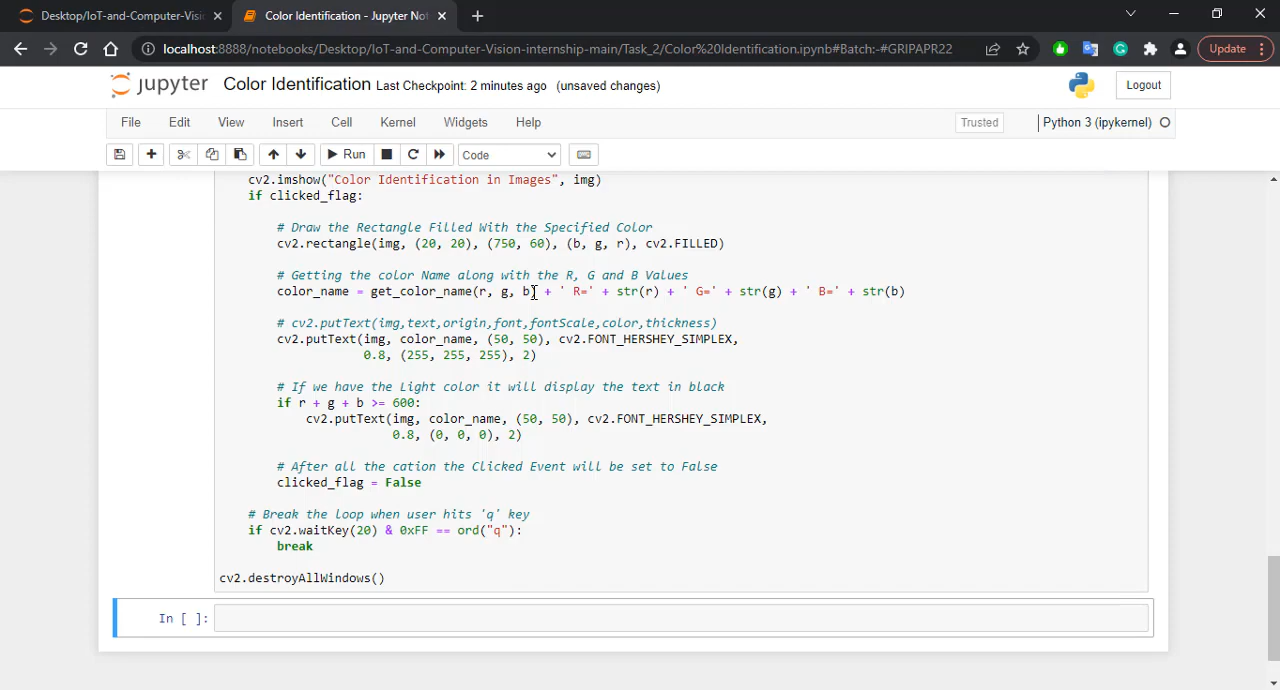 Desktop/IoT-and-Computer-Visi
Color Identification - Jupyter Not
localhost:8888/notebooks/Desktop/IoT-and-Computer-Vision-internship-main/Task_2/Color%20Identification.ipynb#Batch:-#GRIPAPR22
Update
jupyter Color Identification Last Checkpoint: 2 minutes ago (unsaved changes)
Logout
File Edit View Insert Cell Kernel Widgets Help
Trusted
Python 3 (ipykernel)
Run
Code
cv2.imshow("Color Identification in Images", img)
if clicked_flag:
# Draw the Rectangle Filled With the Specified Color
cv2.rectangle(img, (20, 20), (750, 60), (b, g, r), cv2.FILLED)
# Getting the color Name along with the R, G and B Values
color_name = get_color_name(r, g, b) + ' R=' + str(r) + ' G=' + str(g) + ' B=' + str(b)
# cv2.putText(img,text,origin,font,fontScale,color,thickness)
cv2.putText(img, color_name, (50, 50), cv2.FONT_HERSHEY_SIMPLEX,
0.8, (255, 255, 255), 2)
# If we have the Light color it will display the text in black
if r + g + b >= 600:
cv2.putText(img, color_name, (50, 50), cv2.FONT_HERSHEY_SIMPLEX,
0.8, (0, 0, 0), 2)
# After all the cation the Clicked Event will be set to False
clicked_flag = False
# Break the loop when user hits 'q' key
if cv2.waitKey(20) & 0xFF == ord("q"):
break
cv2.destroyAllWindows()
In [ ]: